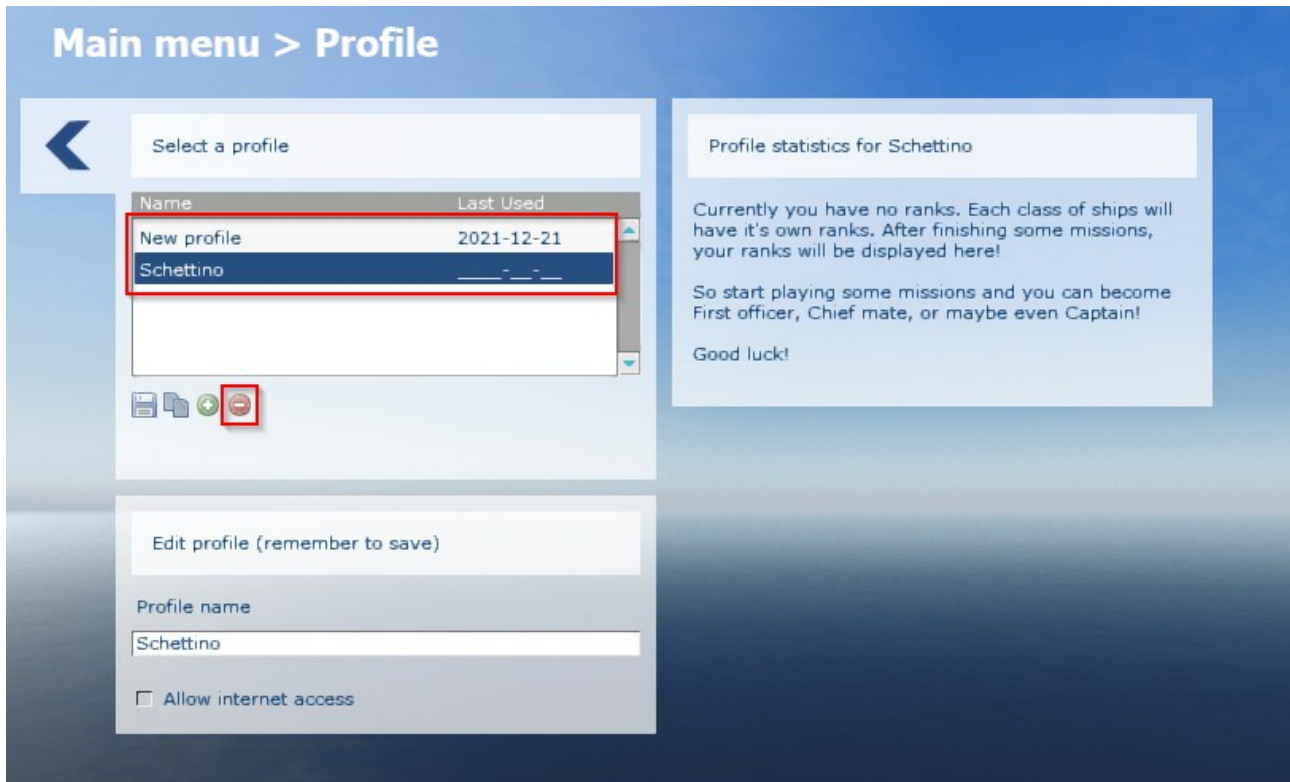 Main menu > Profile
Select a profile
Name Last Used
New profile 2021-12-21
Schettino ____-__-__
Edit profile (remember to save)
Profile name
Schettino
Allow internet access
Profile statistics for Schettino
Currently you have no ranks. Each class of ships will
have it's own ranks. After finishing some missions,
your ranks will be displayed here!
So start playing some missions and you can become
First officer, Chief mate, or maybe even Captain!
Good luck!